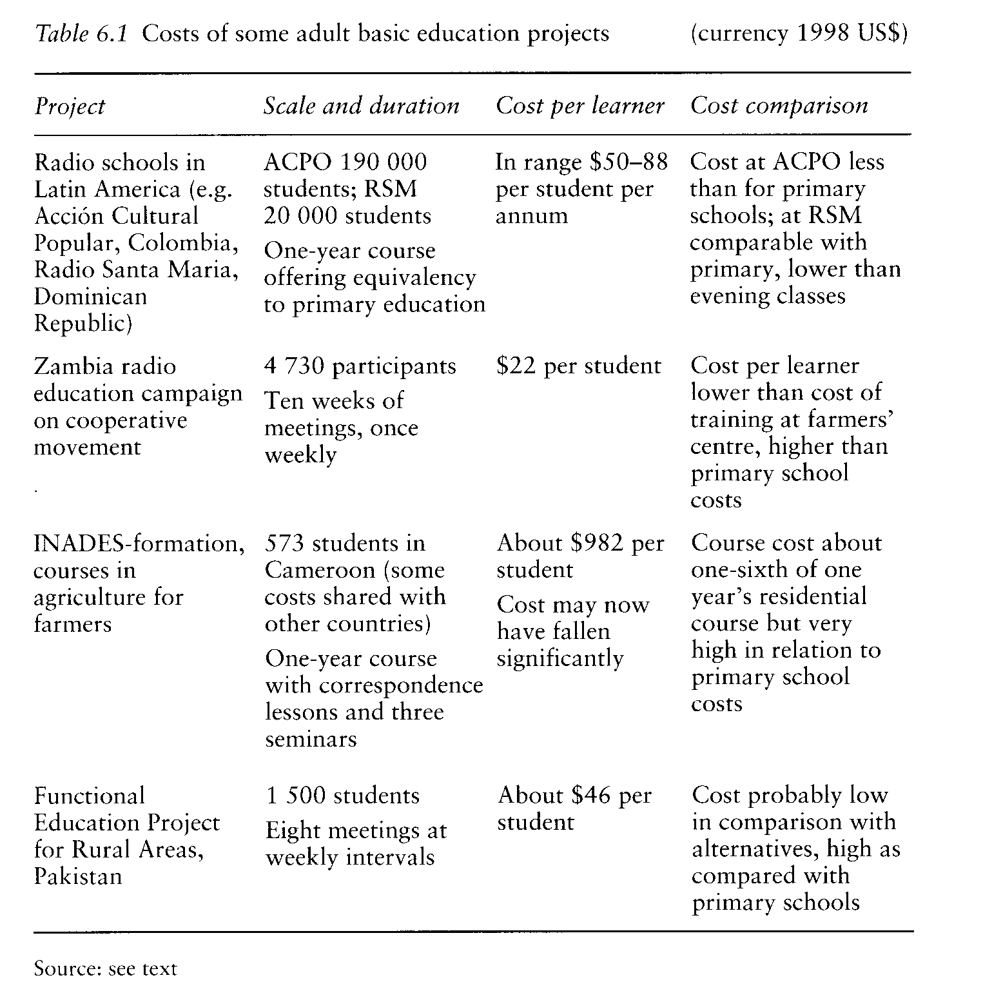 Table 6.1 Costs of some adult basic education projects (currency 1998 US$)
Project Scale and duration Cost per learner Cost comparison
Radio schools in
Latin America (e.g.
Acción Cultural
Popular, Colombia,
Radio Santa Maria,
Dominican
Republic)
ACPO 190 000
students; RSM
20 000 students
One-year course
offering equivalency
to primary education
In range $50–88
per student per
annum
Cost at ACPO less
than for primary
schools; at RSM
comparable with
primary, lower than
evening classes
Zambia radio
education campaign
on cooperative
movement
4 730 participants
Ten weeks of
meetings, once
weekly
$22 per student
Cost per learner
lower than cost of
training at farmers’
centre, higher than
primary school
costs
INADES-formation,
courses in
agriculture for
farmers
573 students in
Cameroon (some
costs shared with
other countries)
One-year course
with correspondence
lessons and three
seminars
About $982 per
student
Cost may now
have fallen
significantly
Course cost about
one-sixth of one
year’s residential
course but very
high in relation to
primary school
costs
Functional
Education Project
for Rural Areas,
Pakistan
1 500 students
Eight meetings at
weekly intervals
About $46 per
student
Cost probably low
in comparison with
alternatives, high as
compared with
primary schools
Source: see text